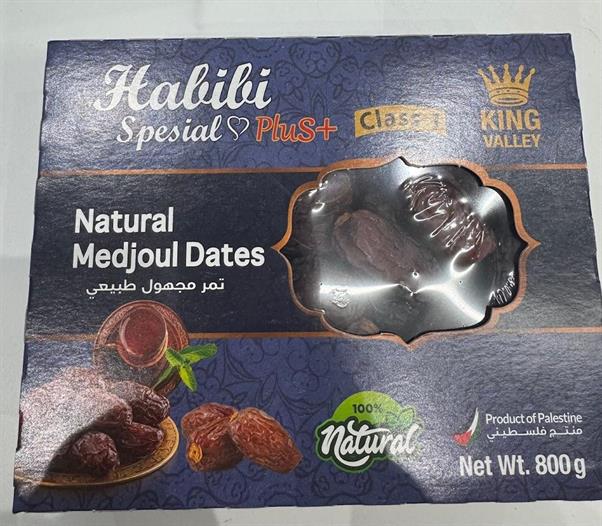 Habibi
Spesial PluS+
Class I
KING
VALLEY
Natural
Medjoul Dates
تمر مجهول طبيعي
100%
Natural
Product of Palestine
منتج فلسطيني
Net Wt. 800g